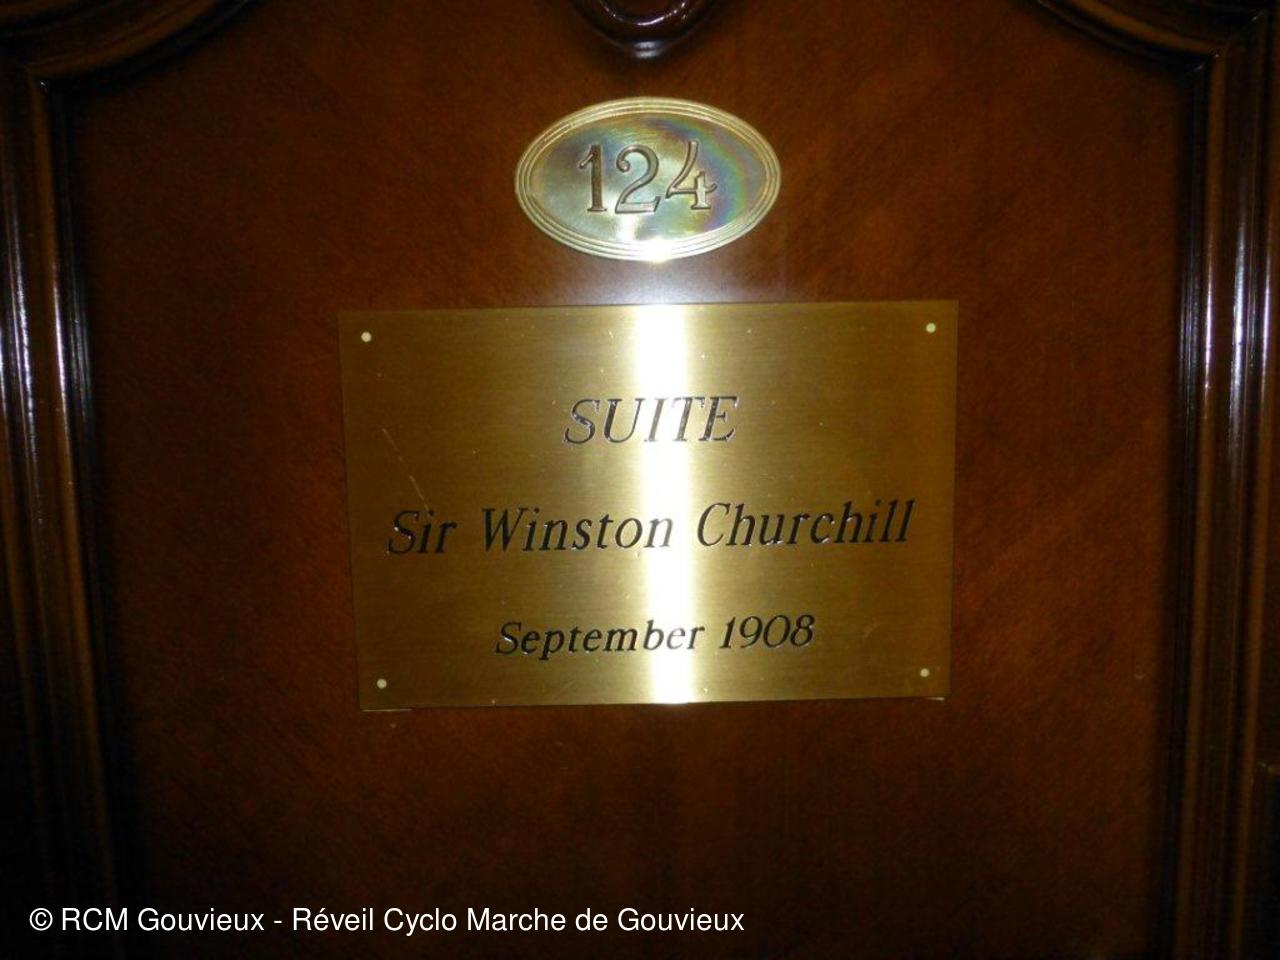 124
SUITE
Sir Winston Churchill
September 1908
© RCM Gouvieux - Réveil Cyclo Marche de Gouvieux